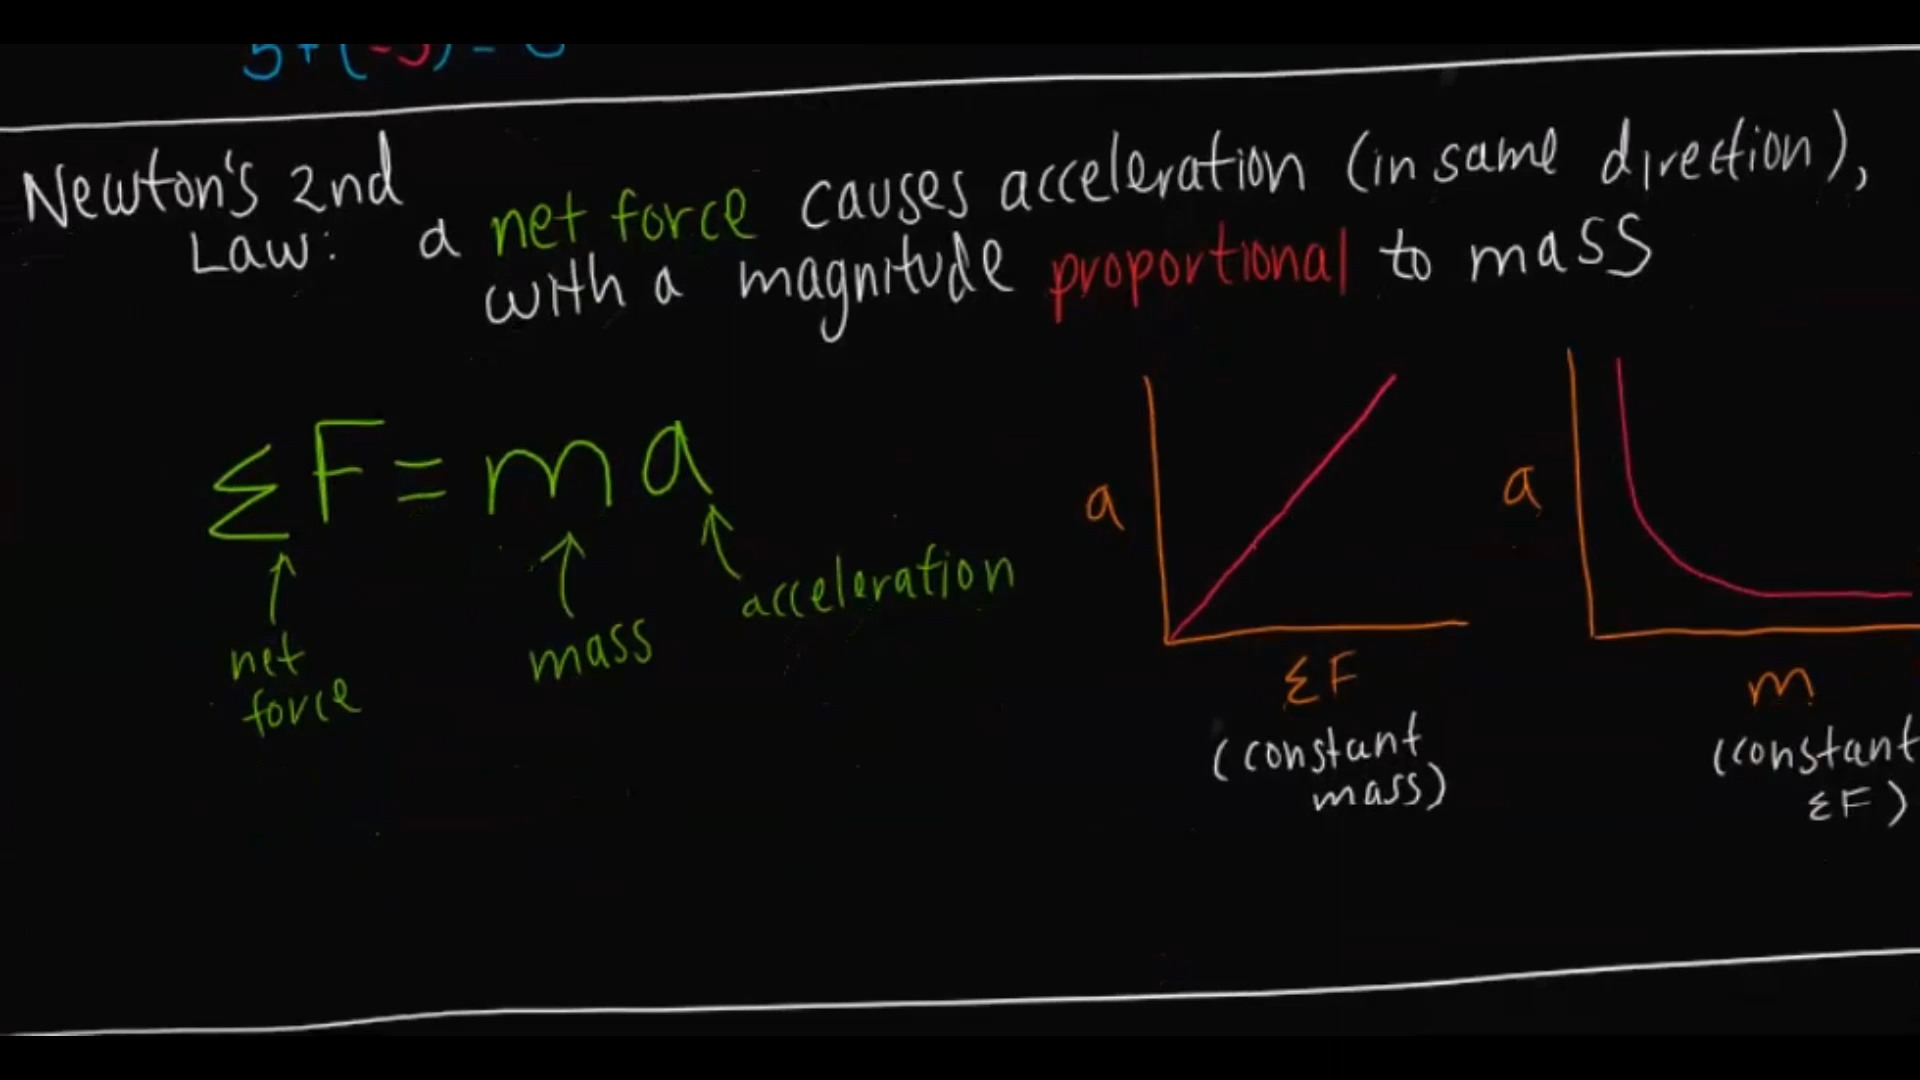 Newton's 2nd
Law: a net force causes acceleration (in same direction),
with a magnitude proportional to mass
ΣF = ma
net
force
mass
acceleration
a
ΣF
(constant
mass)
a
m
(constant
ΣF)